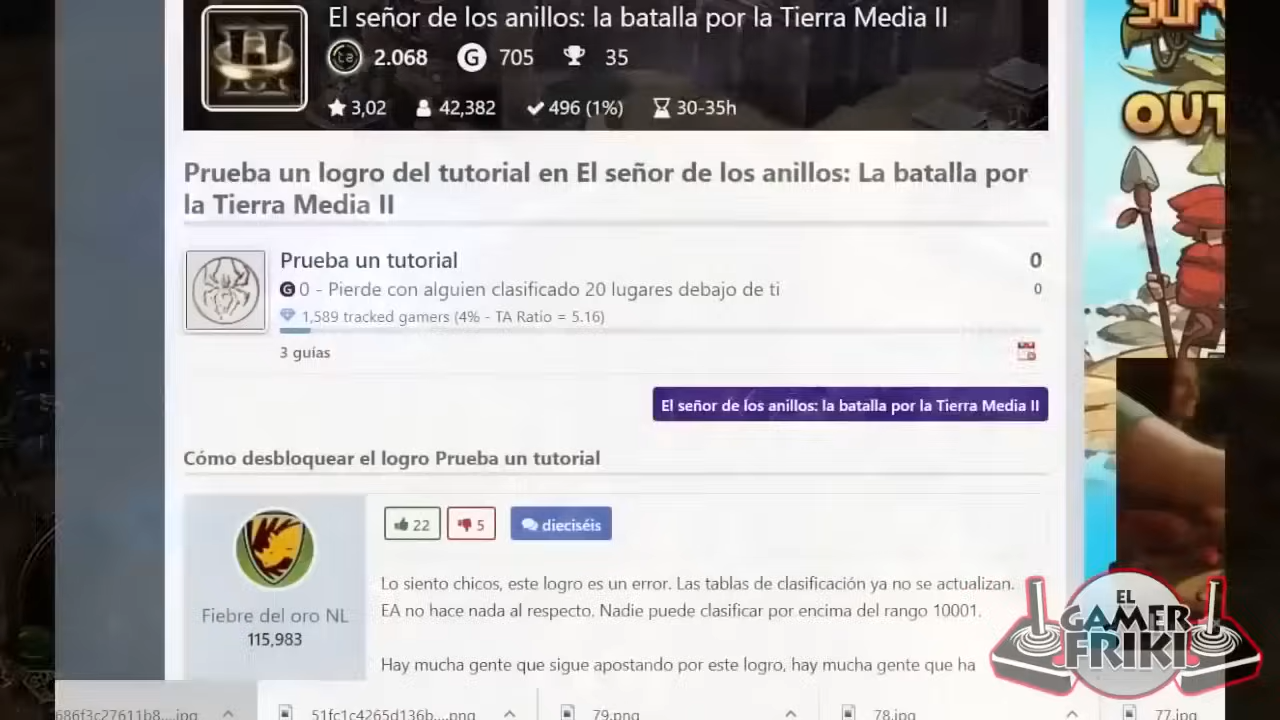 El señor de los anillos: la batalla por la Tierra Media II
ta 2.068 G 705 35
3,02 42,382 496 (1%) 30-35h
OUT
Prueba un logro del tutorial en El señor de los anillos: La batalla por
la Tierra Media II
Prueba un tutorial 0
G 0 - Pierde con alguien clasificado 20 lugares debajo de ti 0
1,589 tracked gamers (4% - TA Ratio = 5.16)
3 guías
El señor de los anillos: la batalla por la Tierra Media II
Cómo desbloquear el logro Prueba un tutorial
22 5 dieciséis
Lo siento chicos, este logro es un error. Las tablas de clasificación ya no se actualizan.
EA no hace nada al respecto. Nadie puede clasificar por encima del rango 10001.
Fiebre del oro NL
115,983
Hay mucha gente que sigue apostando por este logro, hay mucha gente que ha
EL
GAMER
FRIKI
686f3c27611b8....jpg 51fc1c4265d136b....png 79.png 78.jpg 77.jpg